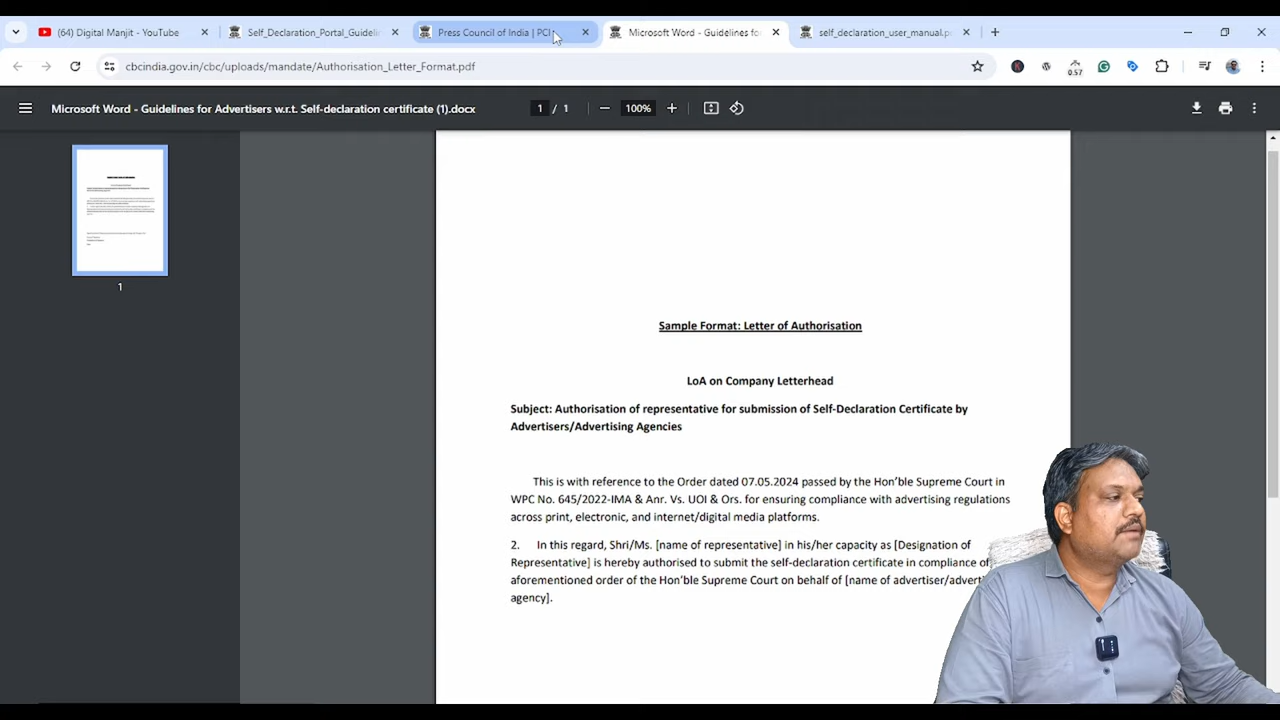 (64) Digital Manjit - YouTube
Self_Declaration_Portal_Guideli
Press Council of India | PCI
Microsoft Word - Guidelines fo
self_declaration_user_manual.p
cbcindia.gov.in/cbc/uploads/mandate/Authorisation_Letter_Format.pdf
0.57
Microsoft Word - Guidelines for Advertisers w.r.t. Self-declaration certificate (1).docx
1 / 1
100%
1
Sample Format: Letter of Authorisation
LoA on Company Letterhead
Subject: Authorisation of representative for submission of Self-Declaration Certificate by
Advertisers/Advertising Agencies
This is with reference to the Order dated 07.05.2024 passed by the Hon’ble Supreme Court in
WPC No. 645/2022-IMA & Anr. Vs. UOI & Ors. for ensuring compliance with advertising regulations
across print, electronic, and internet/digital media platforms.
2. In this regard, Shri/Ms. [name of representative] in his/her capacity as [Designation of
Representative] is hereby authorised to submit the self-declaration certificate in compliance of
aforementioned order of the Hon’ble Supreme Court on behalf of [name of advertiser/adverti
agency].